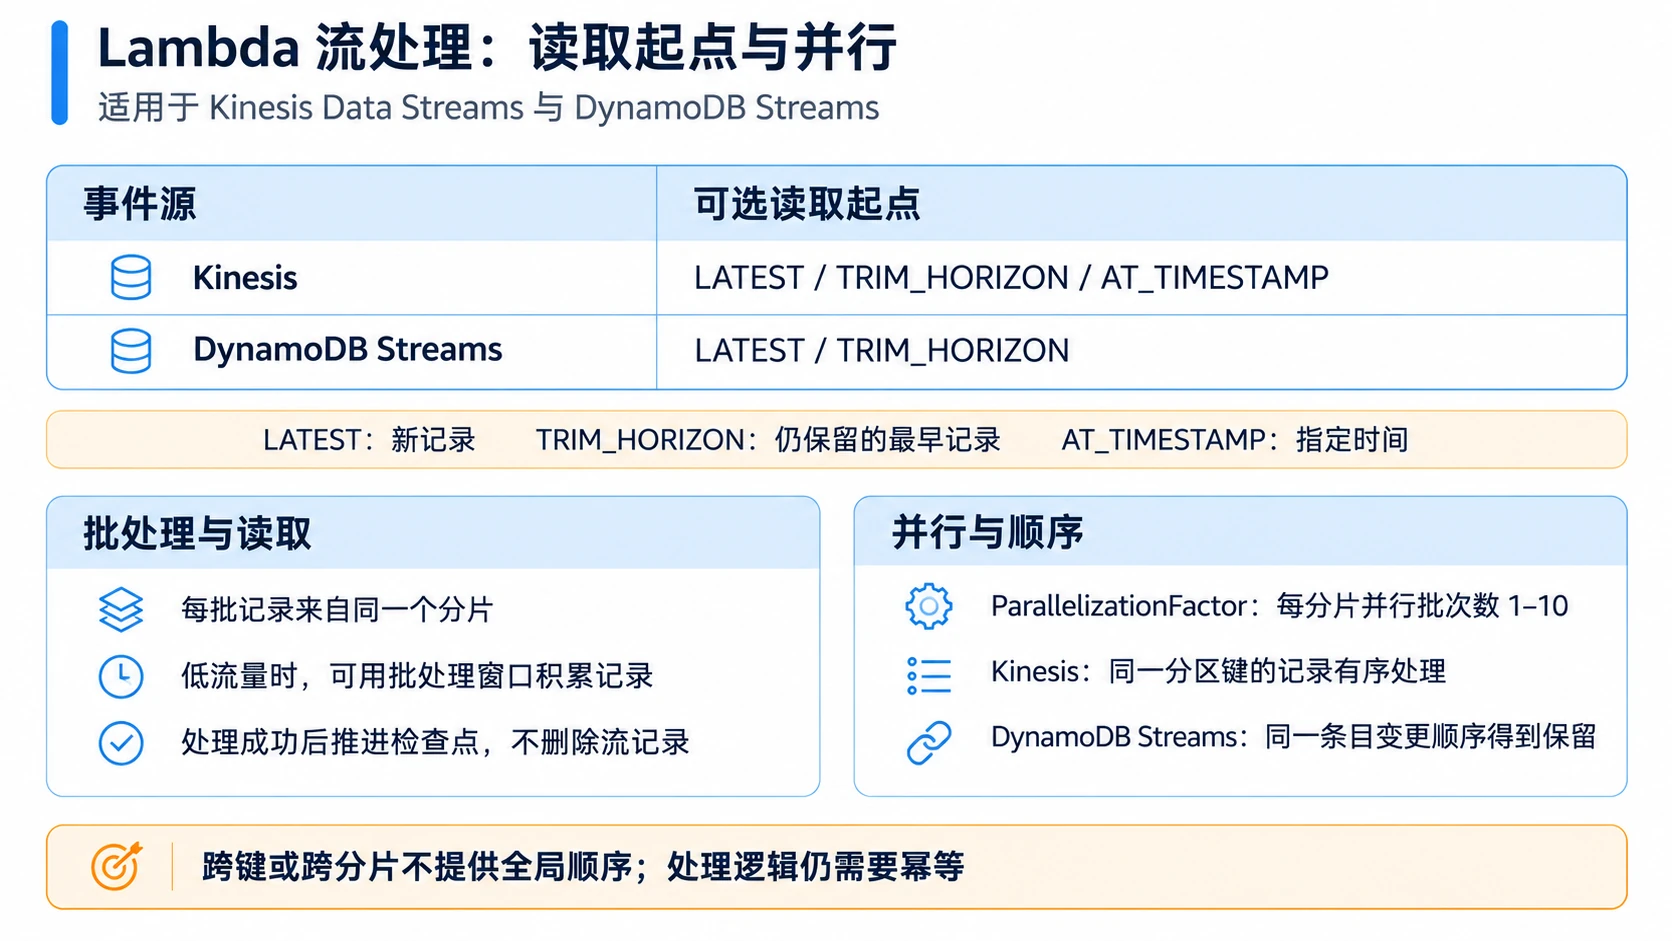 Lambda 流处理：读取起点与并行
适用于 Kinesis Data Streams 与 DynamoDB Streams
事件源
可选读取起点
Kinesis
LATEST / TRIM_HORIZON / AT_TIMESTAMP
DynamoDB Streams
LATEST / TRIM_HORIZON
LATEST：新记录 TRIM_HORIZON：仍保留的最早记录 AT_TIMESTAMP：指定时间
批处理与读取
每批记录来自同一个分片
低流量时，可用批处理窗口积累记录
处理成功后推进检查点，不删除流记录
并行与顺序
ParallelizationFactor：每分片并行批次数 1–10
Kinesis：同一分区键的记录有序处理
DynamoDB Streams：同一条目变更顺序得到保留
跨键或跨分片不提供全局顺序；处理逻辑仍需要幂等